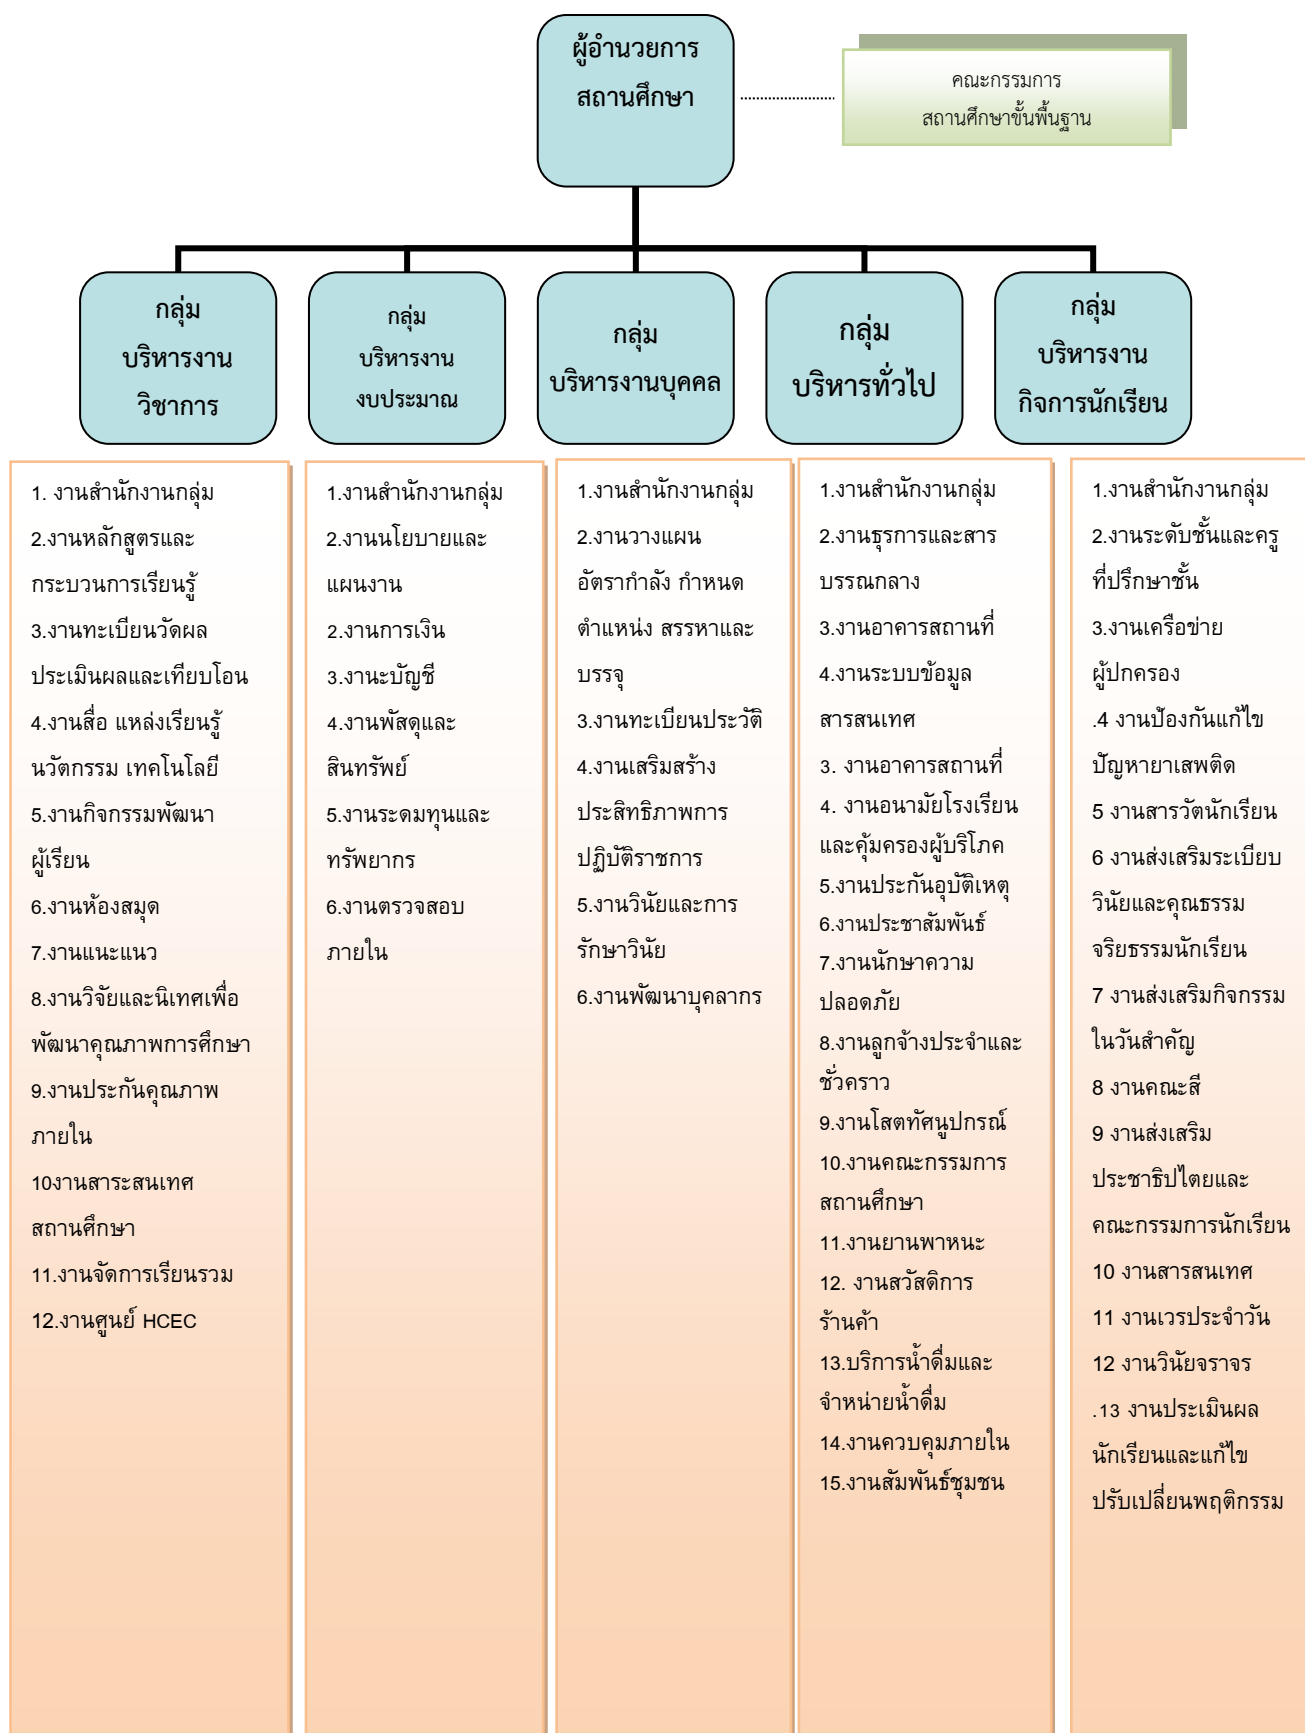 ผู้อำนวยการ
สถานศึกษา
คณะกรรมการ
สถานศึกษาขั้นพื้นฐาน
กลุ่ม
บริหารงาน
วิชาการ
กลุ่ม
บริหารงาน
งบประมาณ
กลุ่ม
บริหารงานบุคคล
กลุ่ม
บริหารทั่วไป
กลุ่ม
บริหารงาน
กิจการนักเรียน
1. งานสำนักงานกลุ่ม
2.งานหลักสูตรและ
กระบวนการเรียนรู้
3.งานทะเบียนวัดผล
ประเมินผลและเทียบโอน
4.งานสื่อ แหล่งเรียนรู้
นวัตกรรม เทคโนโลยี
5.งานกิจกรรมพัฒนา
ผู้เรียน
6.งานห้องสมุด
7.งานแนะแนว
8.งานวิจัยและนิเทศเพื่อ
พัฒนาคุณภาพการศึกษา
9.งานประกันคุณภาพ
ภายใน
10งานสาระสนเทศ
สถานศึกษา
11.งานจัดการเรียนรวม
12.งานศูนย์ HCEC
1.งานสำนักงานกลุ่ม
2.งานนโยบายและ
แผนงาน
2.งานการเงิน
3.งานะบัญชี
4.งานพัสดุและ
สินทรัพย์
5.งานระดมทุนและ
ทรัพยากร
6.งานตรวจสอบ
ภายใน
1.งานสำนักงานกลุ่ม
2.งานวางแผน
อัตรากำลัง กำหนด
ตำแหน่ง สรรหาและ
บรรจุ
3.งานทะเบียนประวัติ
4.งานเสริมสร้าง
ประสิทธิภาพการ
ปฏิบัติราชการ
5.งานวินัยและการ
รักษาวินัย
6.งานพัฒนาบุคลากร
1.งานสำนักงานกลุ่ม
2.งานธุรการและสาร
บรรณกลาง
3.งานอาคารสถานที่
4.งานระบบข้อมูล
สารสนเทศ
3. งานอาคารสถานที่
4. งานอนามัยโรงเรียน
และคุ้มครองผู้บริโภค
5.งานประกันอุบัติเหตุ
6.งานประชาสัมพันธ์
7.งานนักษาความ
ปลอดภัย
8.งานลูกจ้างประจำและ
ชั่วคราว
9.งานโสตทัศนูปกรณ์
10.งานคณะกรรมการ
สถานศึกษา
11.งานยานพาหนะ
12. งานสวัสดิการ
ร้านค้า
13.บริการน้ำดื่มและ
จำหน่ายน้ำดื่ม
14.งานควบคุมภายใน
15.งานสัมพันธ์ชุมชน
1.งานสำนักงานกลุ่ม
2.งานระดับชั้นและครู
ที่ปรึกษาชั้น
3.งานเครือข่าย
ผู้ปกครอง
.4 งานป้องกันแก้ไข
ปัญหายาเสพติด
5 งานสารวัตนักเรียน
6 งานส่งเสริมระเบียบ
วินัยและคุณธรรม
จริยธรรมนักเรียน
7 งานส่งเสริมกิจกรรม
ในวันสำคัญ
8 งานคณะสี
9 งานส่งเสริม
ประชาธิปไตยและ
คณะกรรมการนักเรียน
10 งานสารสนเทศ
11 งานเวรประจำวัน
12 งานวินัยจราจร
.13 งานประเมินผล
นักเรียนและแก้ไข
ปรับเปลี่ยนพฤติกรรม